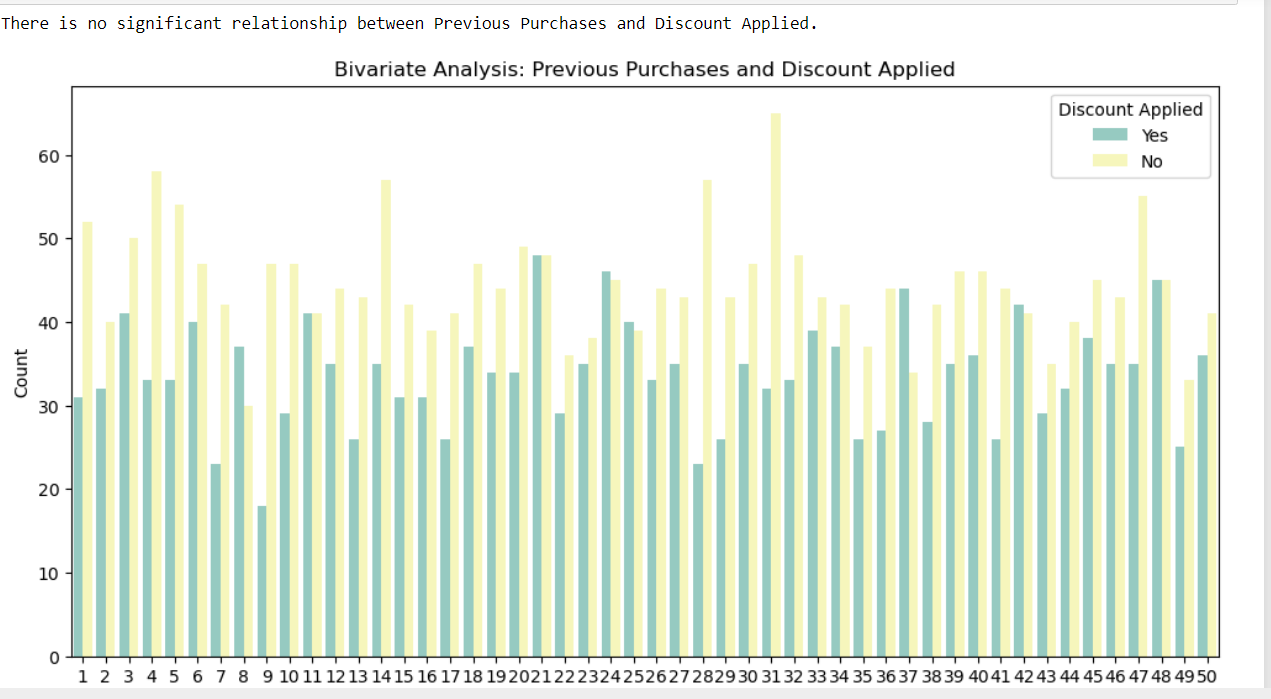 There is no significant relationship between Previous Purchases and Discount Applied.
Bivariate Analysis: Previous Purchases and Discount Applied
Discount Applied
Yes
No
Count
60
50
40
30
20
10
0
1 2 3 4 5 6 7 8 9 10 11 12 13 14 15 16 17 18 19 20 21 22 23 24 25 26 27 28 29 30 31 32 33 34 35 36 37 38 39 40 41 42 43 44 45 46 47 48 49 50